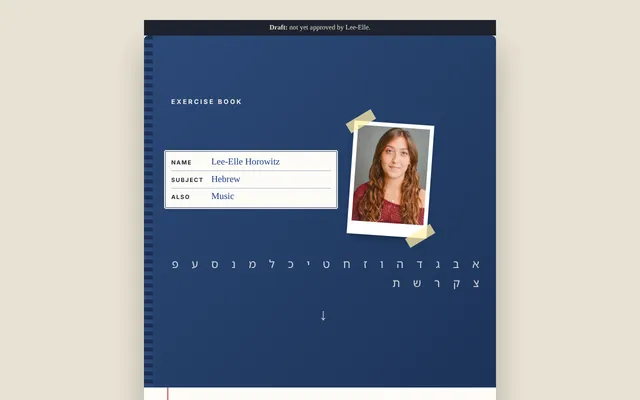 Draft: not yet approved by Lee-Elle.
EXERCISE BOOK
NAME Lee-Elle Horowitz
SUBJECT Hebrew
ALSO Music
א ב ג ד ה ו ז ח ט י כ ל מ נ ס ע פ
צ ק ר ש ת
↓